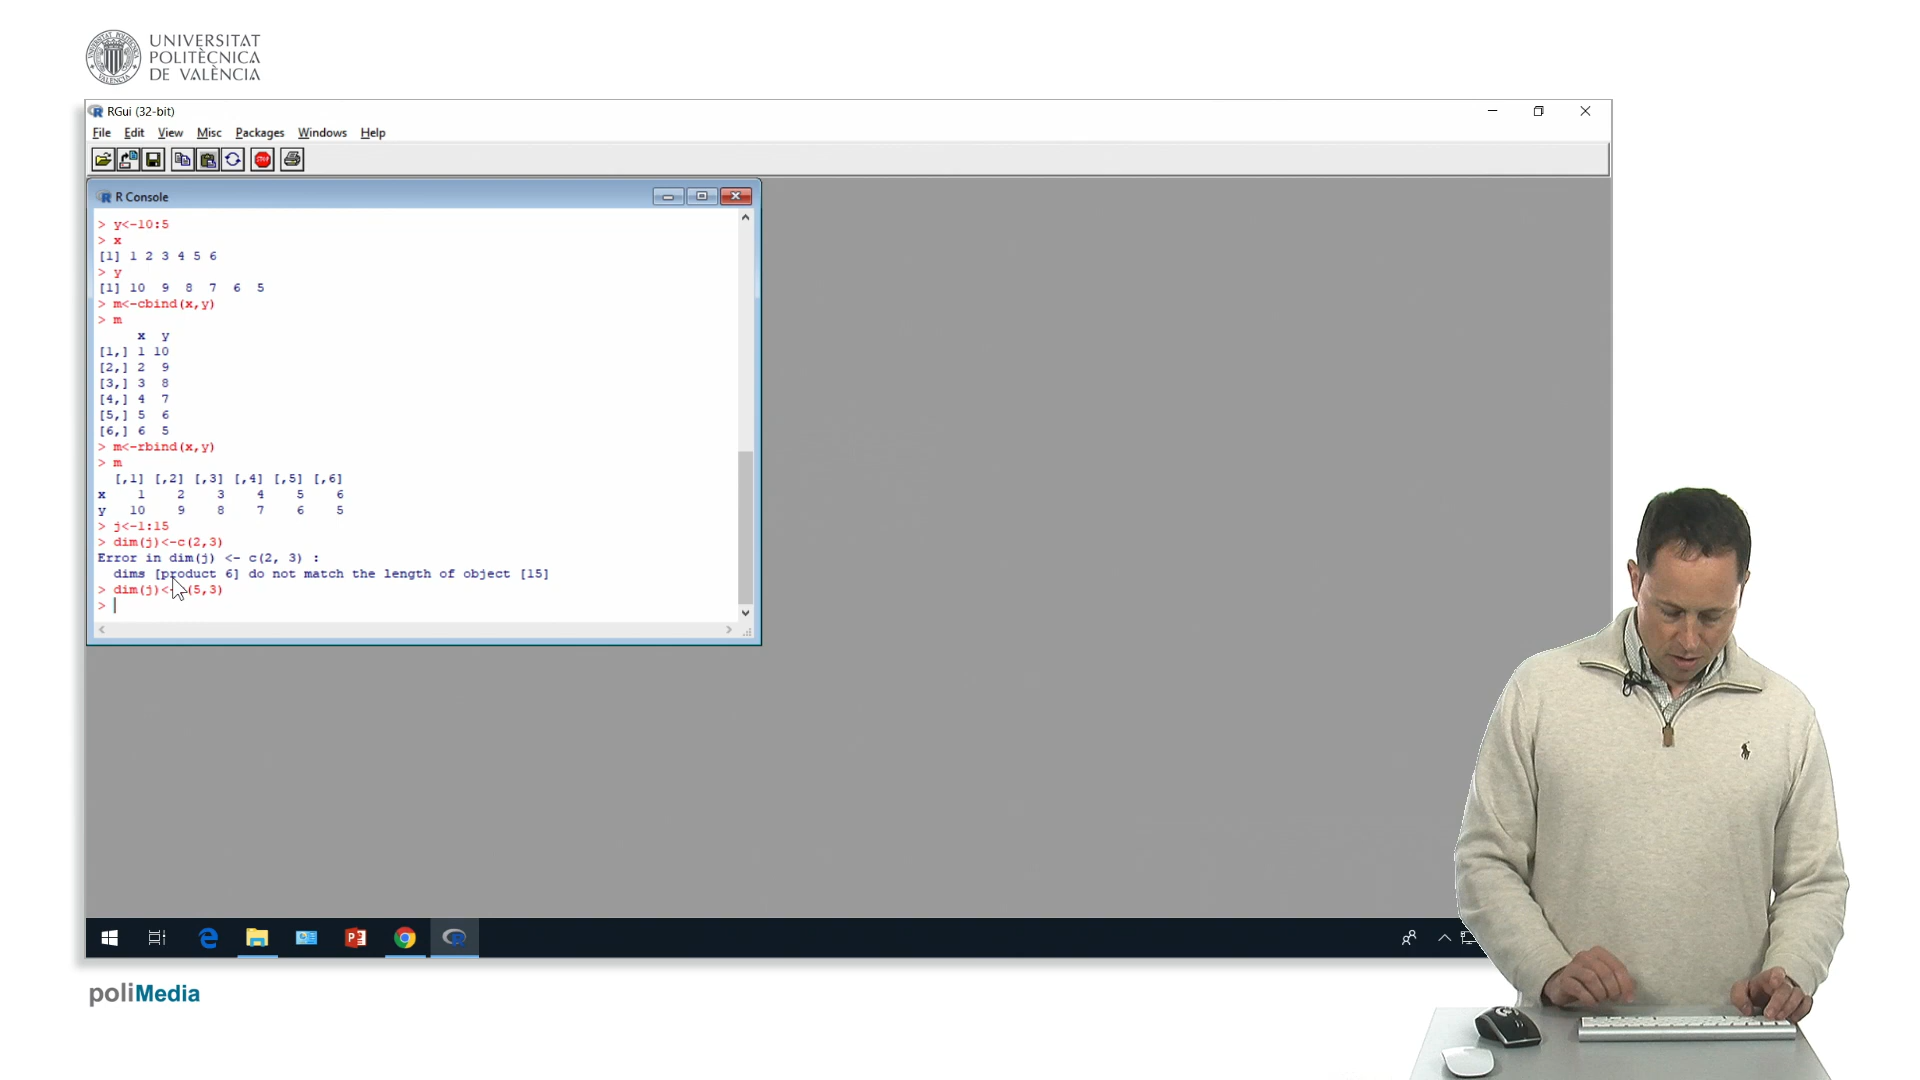 UNIVERSITAT
POLITÈCNICA
DE VALÈNCIA
RGui (32-bit)
File Edit View Misc Packages Windows Help
STOP
R Console
> y<-10:5
> x
[1] 1 2 3 4 5 6
> y
[1] 10 9 8 7 6 5
> m<-cbind(x,y)
> m
x y
[1,] 1 10
[2,] 2 9
[3,] 3 8
[4,] 4 7
[5,] 5 6
[6,] 6 5
> m<-rbind(x,y)
> m
[,1] [,2] [,3] [,4] [,5] [,6]
x 1 2 3 4 5 6
y 10 9 8 7 6 5
> j<-1:15
> dim(j)<-c(2,3)
Error in dim(j) <- c(2, 3) :
dims [product 6] do not match the length of object [15]
> dim(j)< (5,3)
>
poliMedia